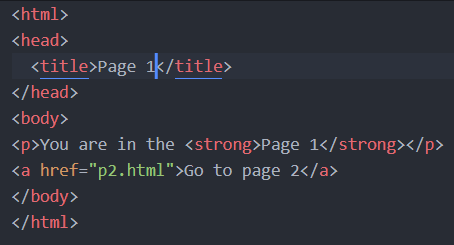 <html>
<head>
  <title>Page 1</title>
</head>
<body>
<p>You are in the <strong>Page 1</strong></p>
<a href="p2.html">Go to page 2</a>
</body>
</html>